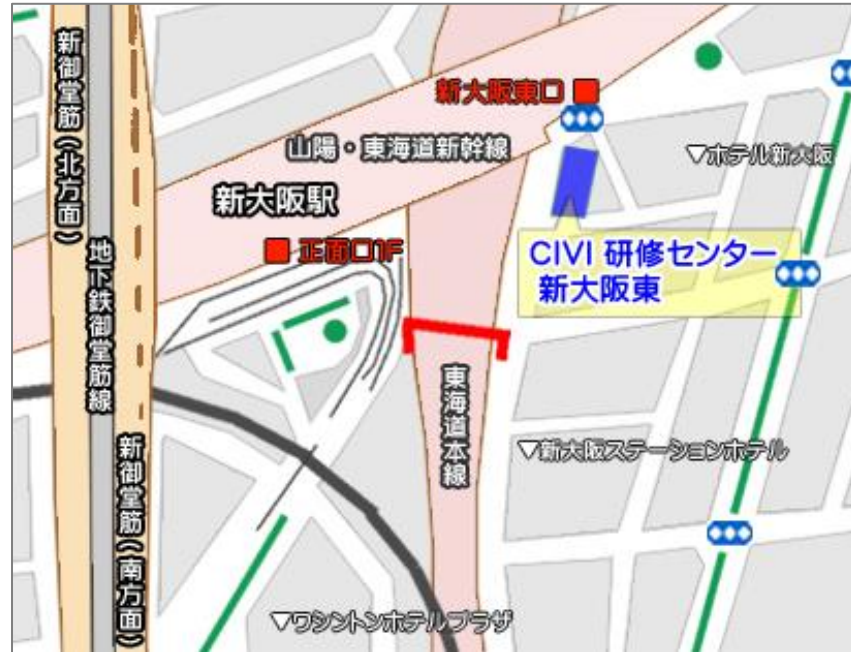 新御堂筋(北方面)
新大阪東口
山陽・東海道新幹線
▽ホテル新大阪
新大阪駅
正面口1F
地下鉄御堂筋線
CIVI 研修センター
新大阪東
東海道本線
新御堂筋(南方面)
▽新大阪ステーションホテル
▽ワシントンホテルプラザ